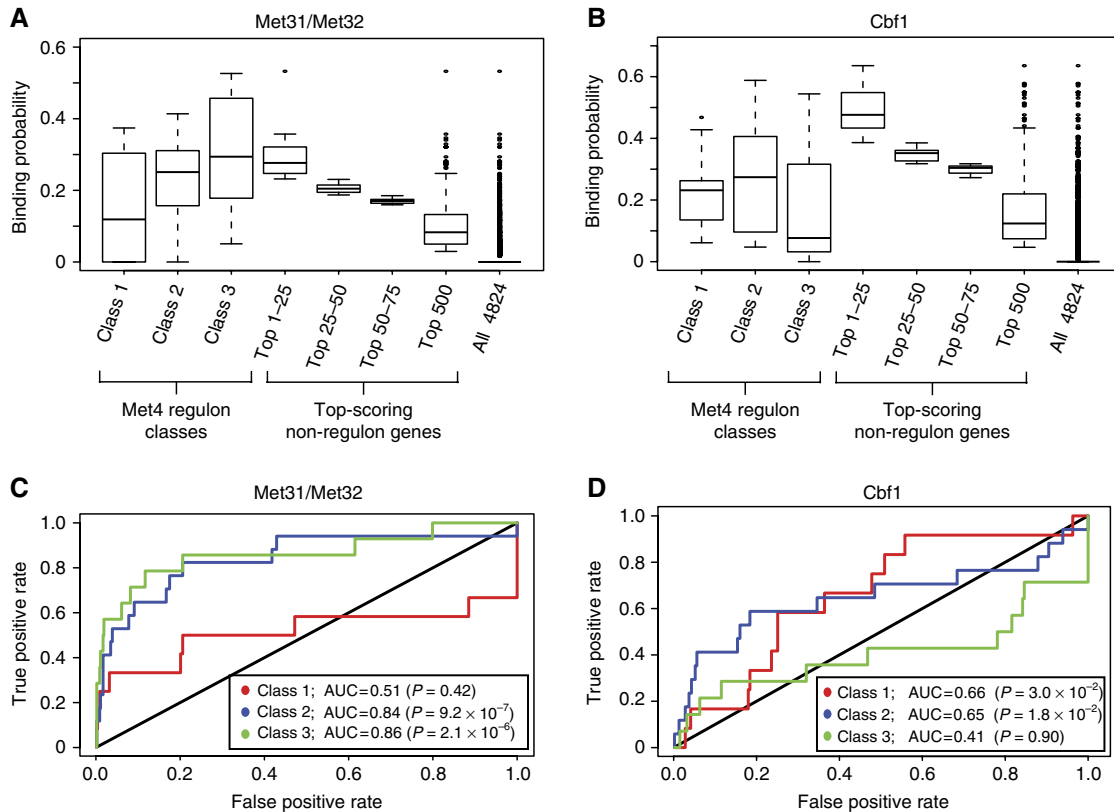 A
Met31/Met32
Binding probability
0.6
0.4
0.2
0
Class 1
Class 2
Class 3
Top 1–25
Top 25–50
Top 50–75
Top 500
All 4824
Met4 regulon
classes
Top-scoring
non-regulon genes
B
Cbf1
Binding probability
0.6
0.4
0.2
0
Class 1
Class 2
Class 3
Top 1–25
Top 25–50
Top 50–75
Top 500
All 4824
Met4 regulon
classes
Top-scoring
non-regulon genes
C
Met31/Met32
True positive rate
1.0
0.8
0.6
0.4
0.2
0
Class 1; AUC=0.51 (P = 0.42)
Class 2; AUC=0.84 (P = 9.2 × 10⁻⁷)
Class 3; AUC=0.86 (P = 2.1 × 10⁻⁶)
0.0 0.2 0.4 0.6 0.8 1.0
False positive rate
D
Cbf1
True positive rate
1.0
0.8
0.6
0.4
0.2
0.0
Class 1; AUC=0.66 (P = 3.0 × 10⁻²)
Class 2; AUC=0.65 (P = 1.8 × 10⁻²)
Class 3; AUC=0.41 (P = 0.90)
0.0 0.2 0.4 0.6 0.8 1.0
False positive rate